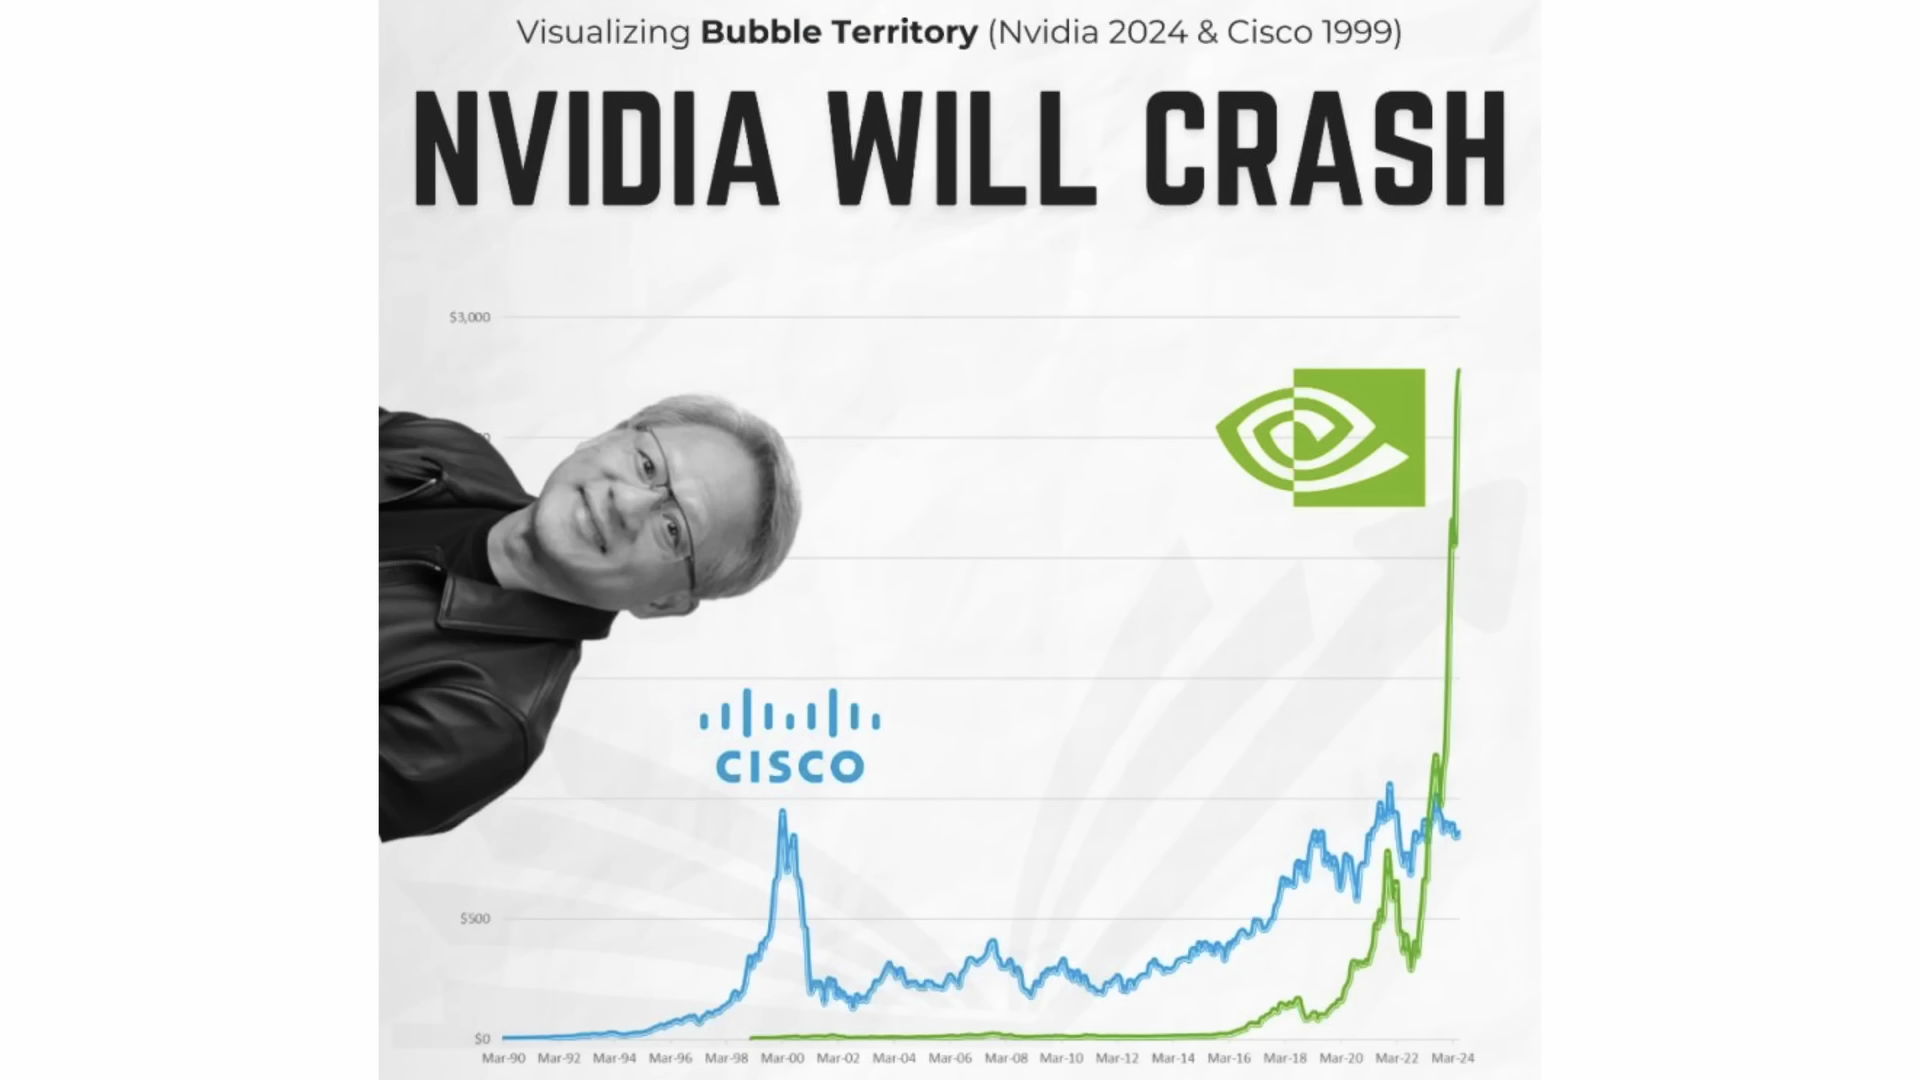 Visualizing Bubble Territory (Nvidia 2024 & Cisco 1999)
NVIDIA WILL CRASH
$3,000
CISCO
$500
$0
Mar-90 Mar-92 Mar-94 Mar-96 Mar-98 Mar-00 Mar-02 Mar-04 Mar-06 Mar-08 Mar-10 Mar-12 Mar-14 Mar-16 Mar-18 Mar-20 Mar-22 Mar-24